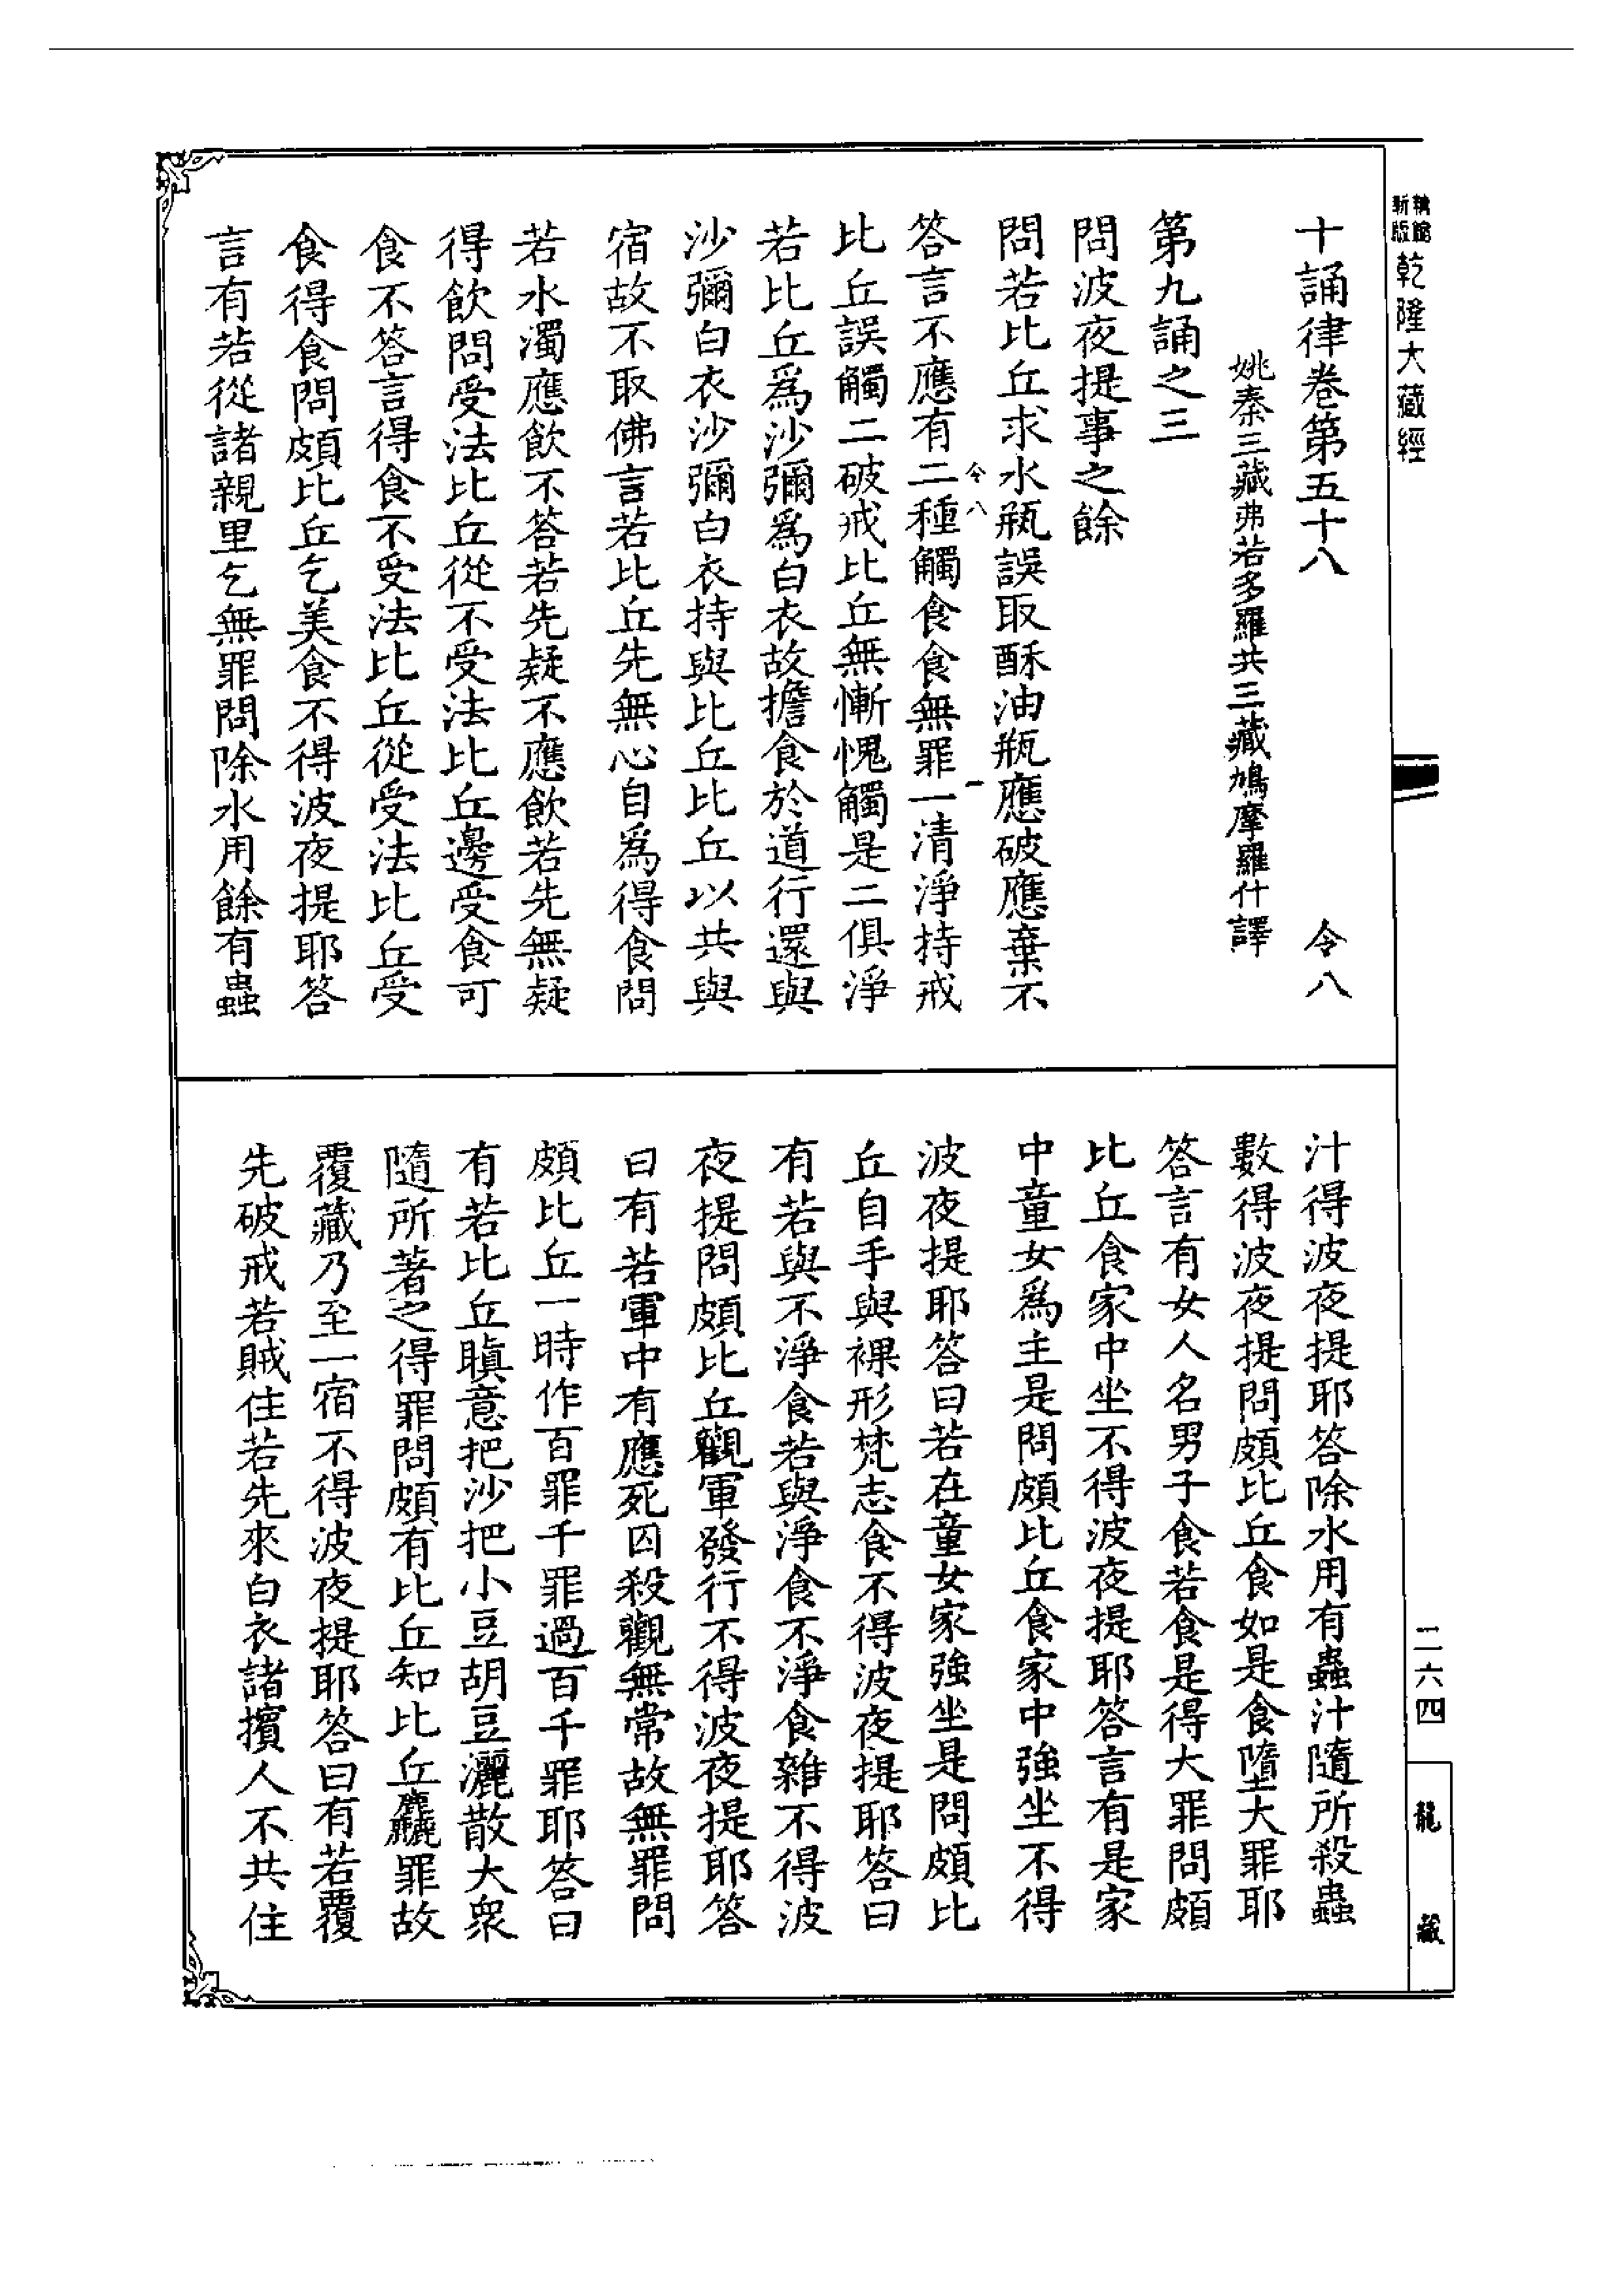 新版
乾隆大藏經
十誦律卷第五十八 令八
姚秦三藏弗若多羅共三藏鳩摩羅什譯
第九誦之三
問波夜提事之餘
問若比丘求水瓶誤取酥油瓶應破應棄不
令八 一
答言不應有二種觸食食無罪一清淨持戒
比丘誤觸二破戒比丘無慚愧觸是二俱淨
若比丘爲沙彌爲白衣故擔食於道行還與
沙彌白衣沙彌白衣持與比丘比丘以共與
宿故不取佛言若比丘先無心自爲得食問
若水濁應飲不答若先疑不應飲若先無疑
得飲問受法比丘從不受法比丘邊受食可
食不答言得食不受法比丘從受法比丘受
食得食問頗比丘乞美食不得波夜提耶答
言有若從諸親里乞無罪問除水用餘有蟲
汁得波夜提耶答除水用有蟲汁隨所殺蟲
數得波夜提問頗比丘食如是食墮大罪耶
答言有女人名男子食若食是得大罪問頗
比丘食家中坐不得波夜提耶答言有是家
中童女爲主是問頗比丘食家中強坐不得
波夜提耶答曰若在童女家強坐是問頗比
丘自手與裸形梵志食不得波夜提耶答曰
有若與不淨食若與淨食不淨食雜不得波
夜提問頗比丘觀軍發行不得波夜提耶答
曰有若軍中有應死囚殺觀無常故無罪問
頗比丘一時作百罪千罪過百千罪耶答曰
有若比丘瞋意把沙把小豆胡豆灑散大衆
隨所著之得罪問頗有比丘知比丘麤罪故
覆藏乃至一宿不得波夜提耶答曰有若覆
先破戒若賊住若先來白衣諸擯人不共住
二六四
龍藏